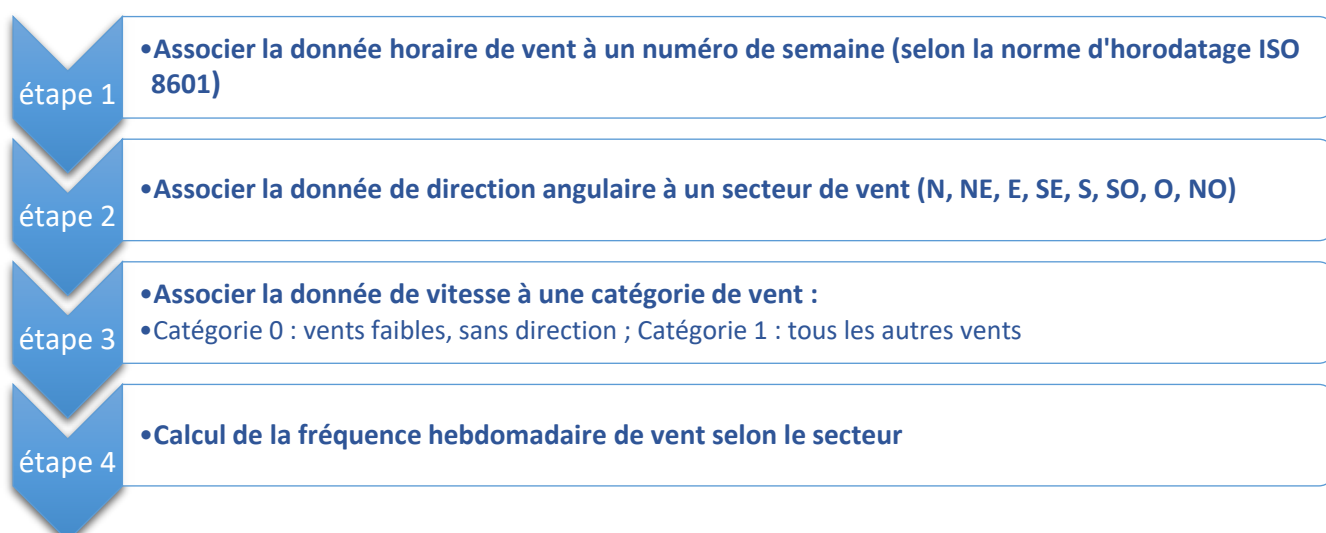 étape 1
•Associer la donnée horaire de vent à un numéro de semaine (selon la norme d'horodatage ISO
8601)
étape 2
•Associer la donnée de direction angulaire à un secteur de vent (N, NE, E, SE, S, SO, O, NO)
étape 3
•Associer la donnée de vitesse à une catégorie de vent :
•Catégorie 0 : vents faibles, sans direction ; Catégorie 1 : tous les autres vents
étape 4
•Calcul de la fréquence hebdomadaire de vent selon le secteur